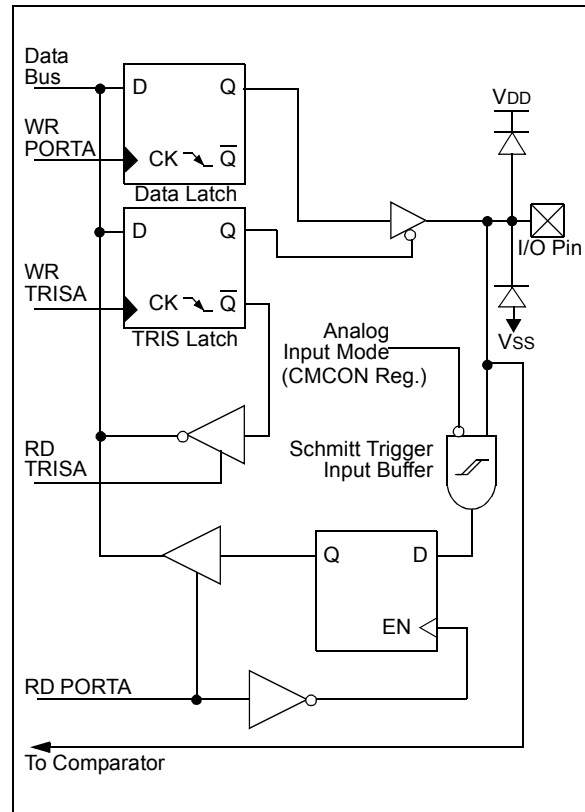 Data
Bus
D Q
VDD
WR
PORTA
CK Q
Data Latch
D Q
I/O Pin
WR
TRISA
CK Q
TRIS Latch
VSS
Analog
Input Mode
(CMCON Reg.)
RD
TRISA
Schmitt Trigger
Input Buffer
Q D
EN
RD PORTA
To Comparator